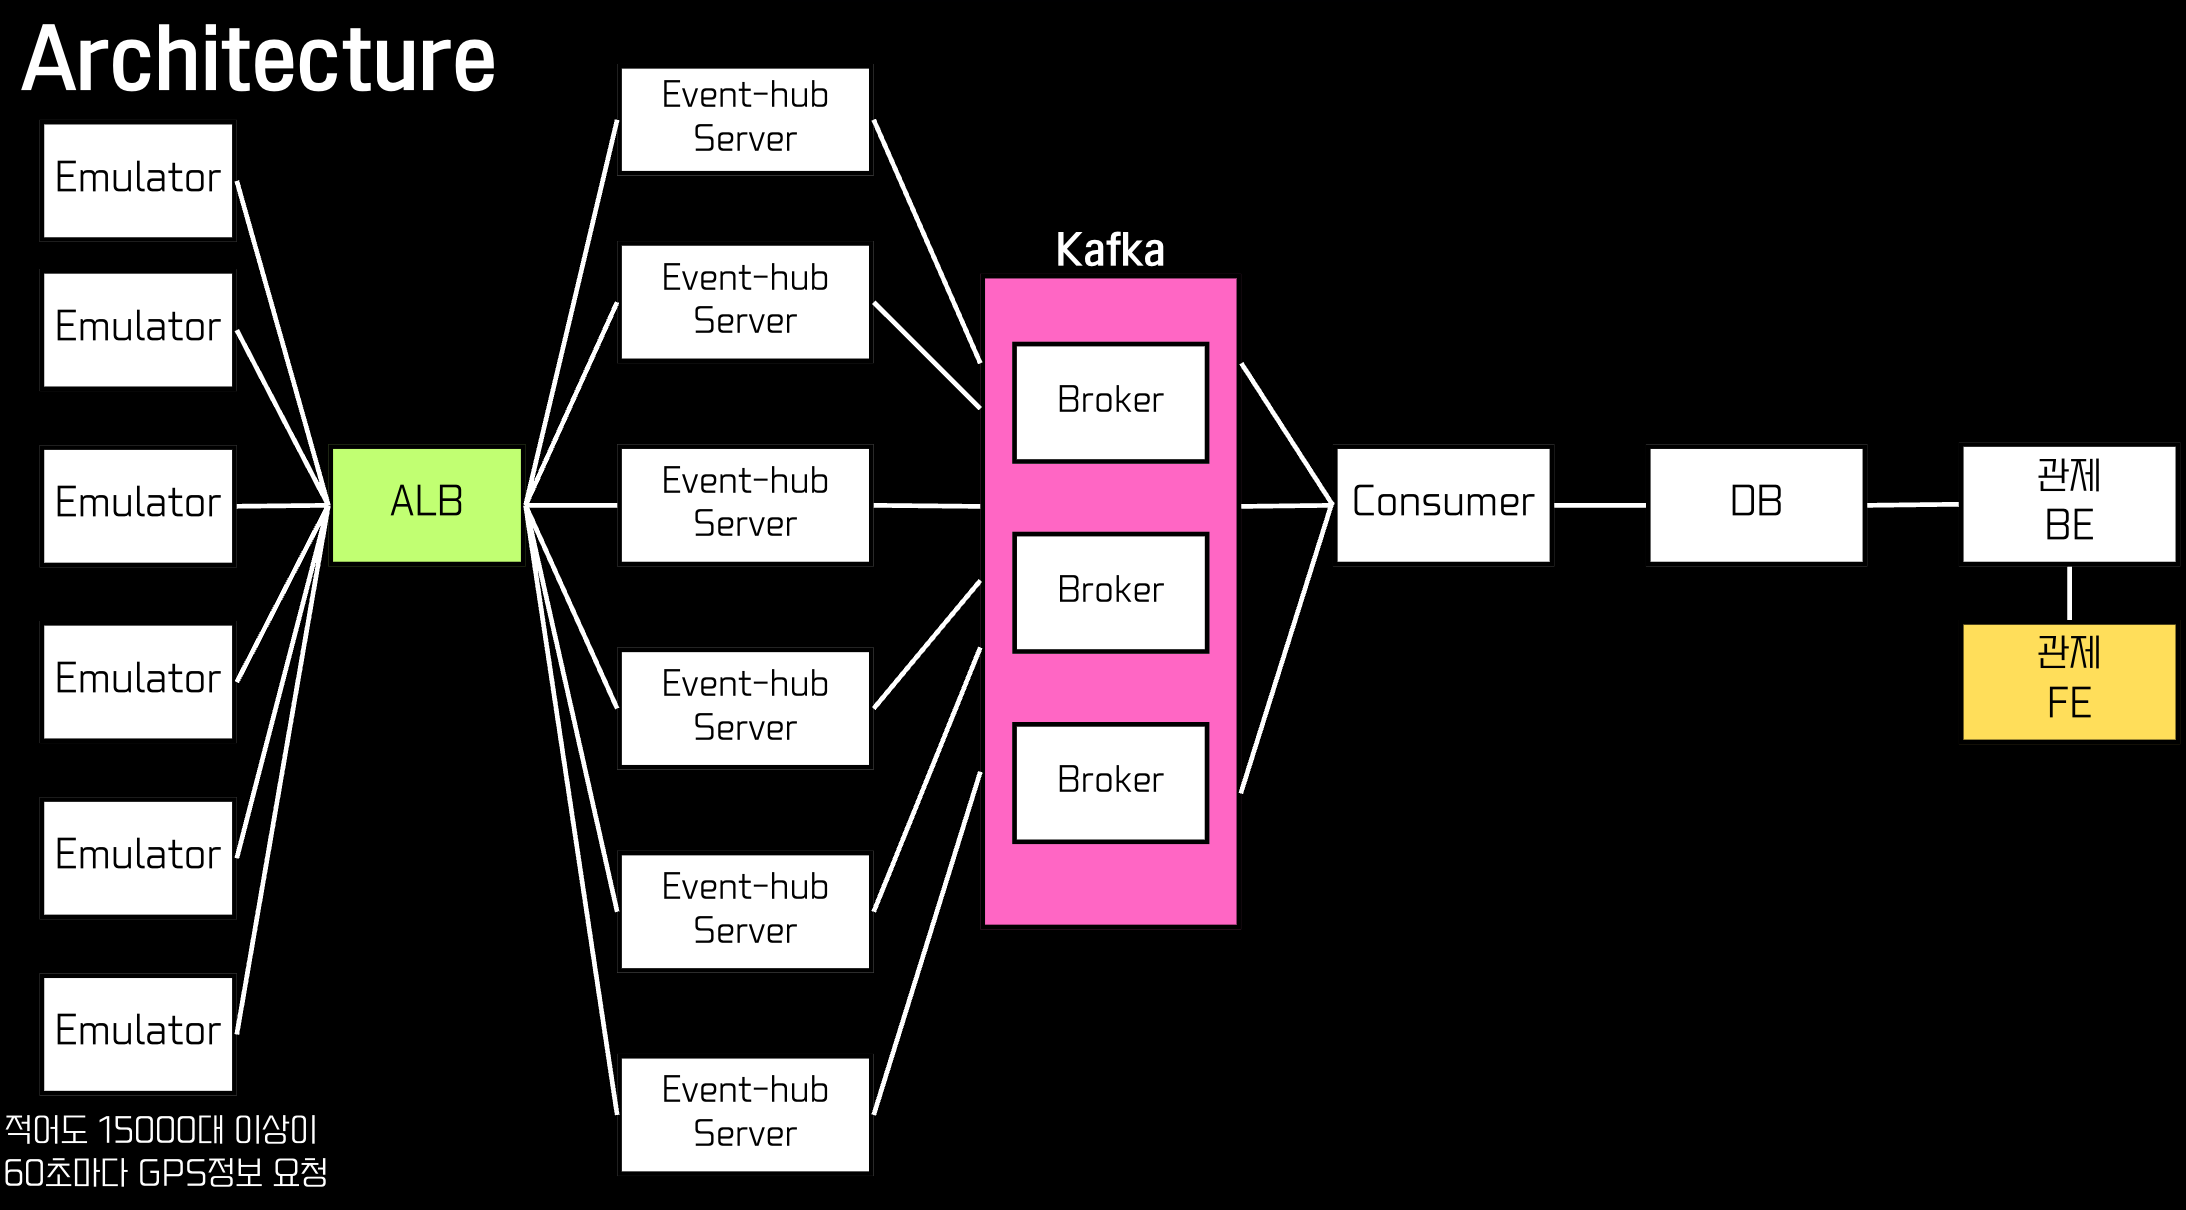 Architecture
Emulator
Emulator
Emulator
Emulator
Emulator
Emulator
적어도 15000대 이상이
60초마다 GPS정보 요청
ALB
Event-hub
Server
Event-hub
Server
Event-hub
Server
Event-hub
Server
Event-hub
Server
Event-hub
Server
Kafka
Broker
Broker
Broker
Consumer
DB
관제
BE
관제
FE